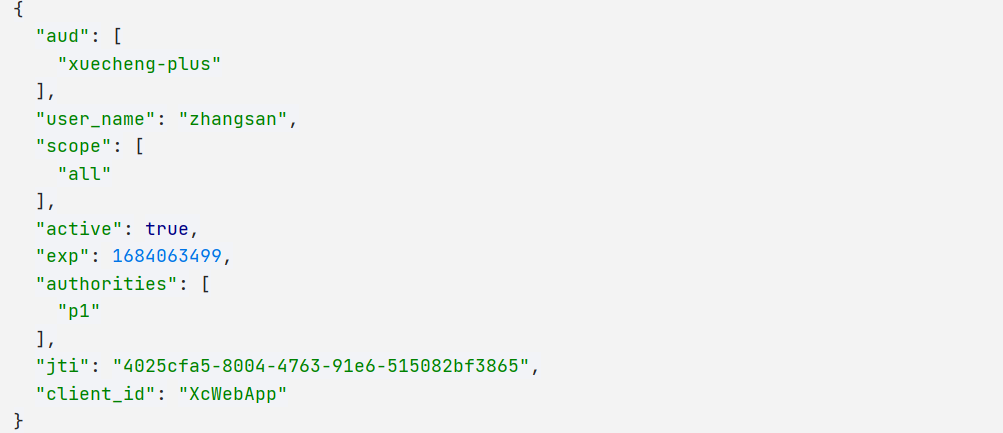 {
  "aud": [
    "xuecheng-plus"
  ],
  "user_name": "zhangsan",
  "scope": [
    "all"
  ],
  "active": true,
  "exp": 1684063499,
  "authorities": [
    "p1"
  ],
  "jti": "4025cfa5-8004-4763-91e6-515082bf3865",
  "client_id": "XcWebApp"
}